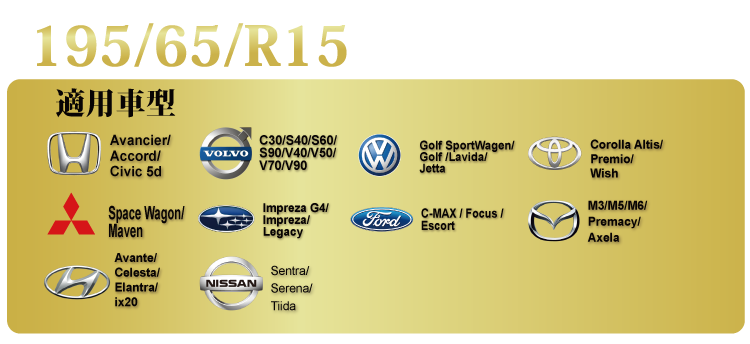 195/65/R15
適用車型
Avancier/
Accord/
Civic 5d
VOLVO
C30/S40/S60/
S90/V40/V50/
V70/V90
Golf SportWagen/
Golf /Lavida/
Jetta
Corolla Altis/
Premio/
Wish
Space Wagon/
Maven
Impreza G4/
Impreza/
Legacy
Ford
C-MAX / Focus /
Escort
M3/M5/M6/
Premacy/
Axela
Avante/
Celesta/
Elantra/
ix20
NISSAN
Sentra/
Serena/
Tiida